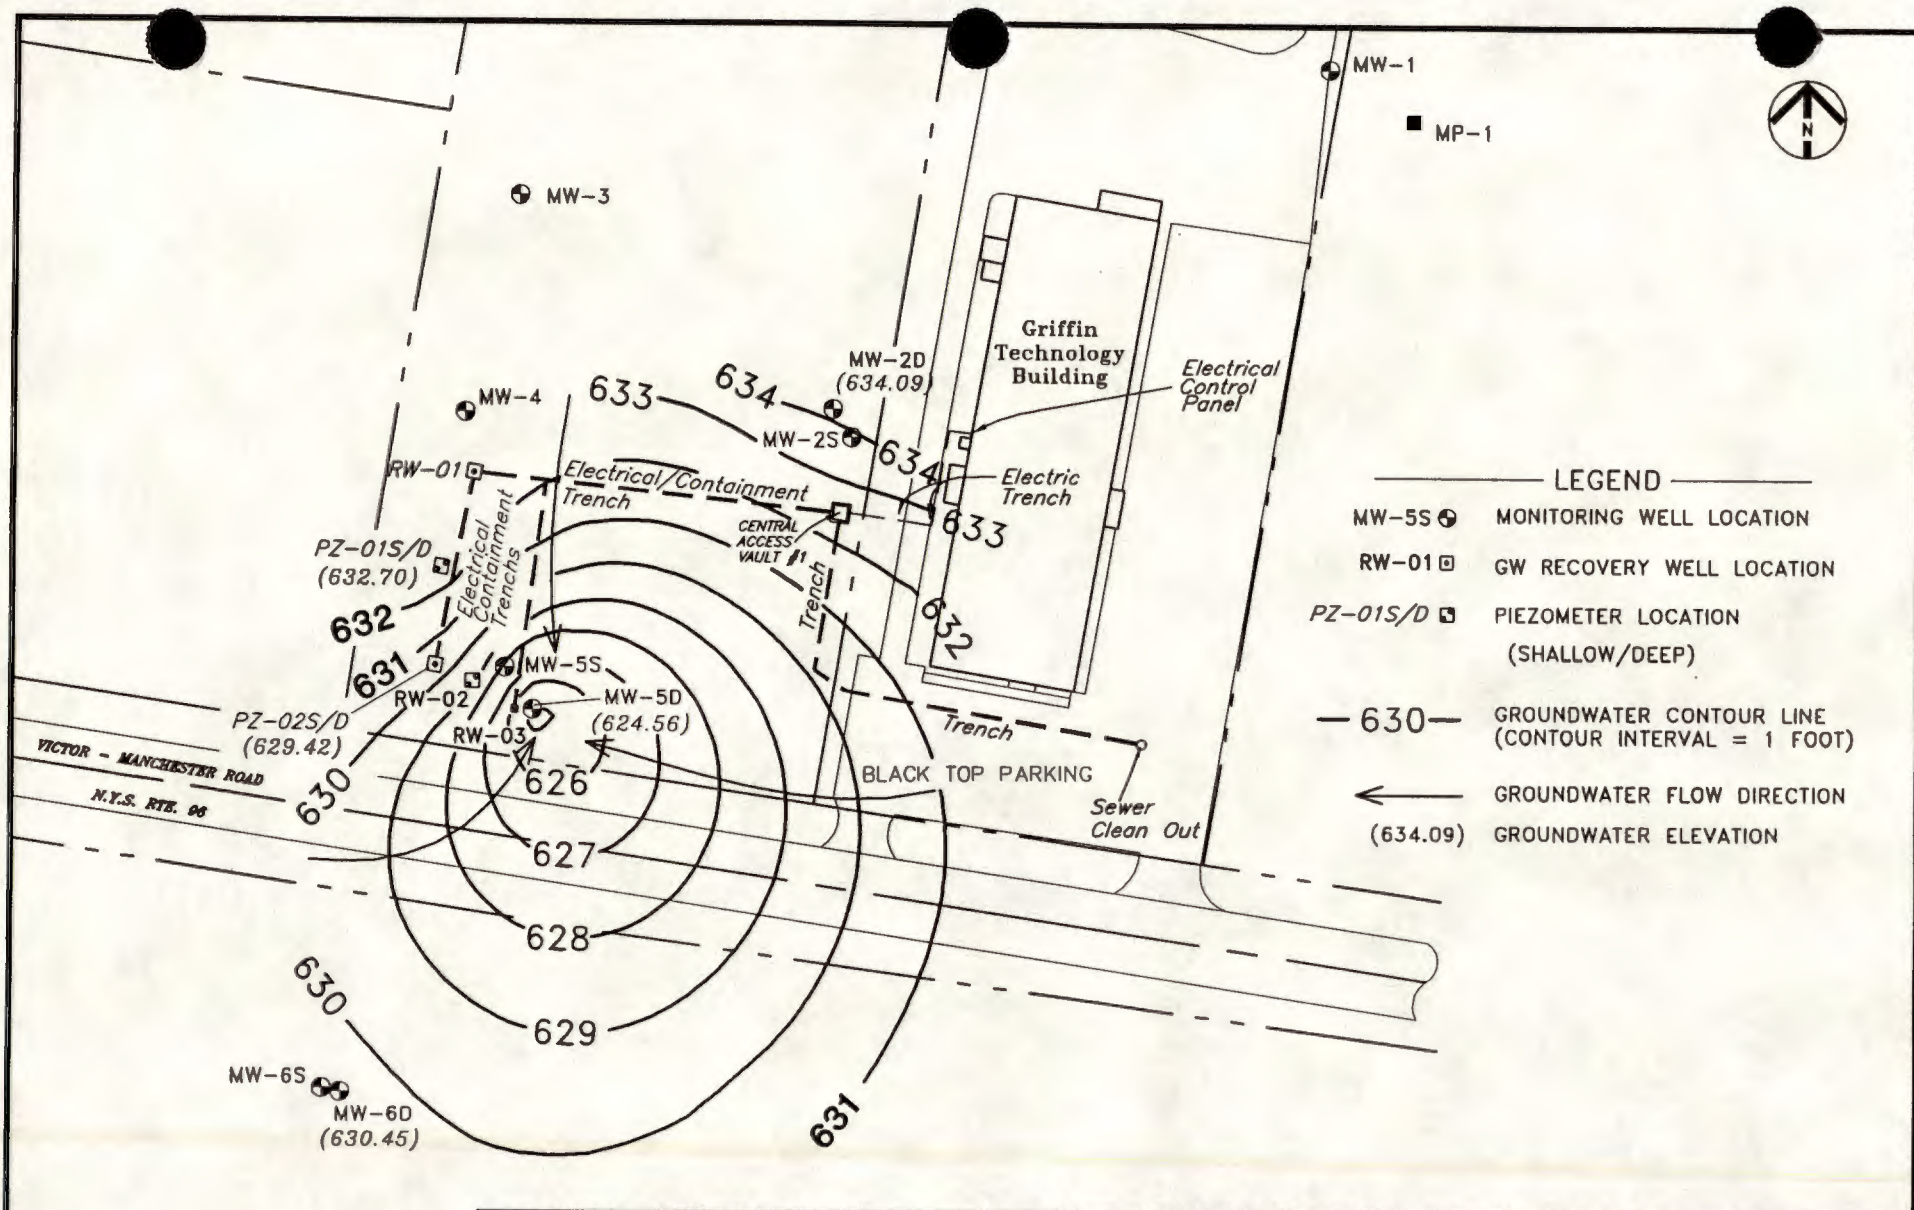 MW-1
MP-1
N
MW-3
Griffin
Technology
Building
Electrical
Control
Panel
MW-2D
(634.09)
634
633
MW-4
MW-2S
634
RW-01
Electrical/Containment
Trench
Electric
Trench
CENTRAL
ACCESS
VAULT #1
633
PZ-01S/D
(632.70)
Electrical
Containment
Trenchs
Trench
632
632
631
MW-5S
RW-02
MW-5D
(624.56)
PZ-02S/D
(629.42)
RW-03
Trench
VICTOR - MANCHESTER ROAD
N.Y.S. RTE. 96
630
626
BLACK TOP PARKING
Sewer
Clean Out
627
628
630
629
MW-6S
MW-6D
(630.45)
631
LEGEND
MW-5S MONITORING WELL LOCATION
RW-01 GW RECOVERY WELL LOCATION
PZ-01S/D PIEZOMETER LOCATION
(SHALLOW/DEEP)
630 GROUNDWATER CONTOUR LINE
(CONTOUR INTERVAL = 1 FOOT)
GROUNDWATER FLOW DIRECTION
(634.09) GROUNDWATER ELEVATION